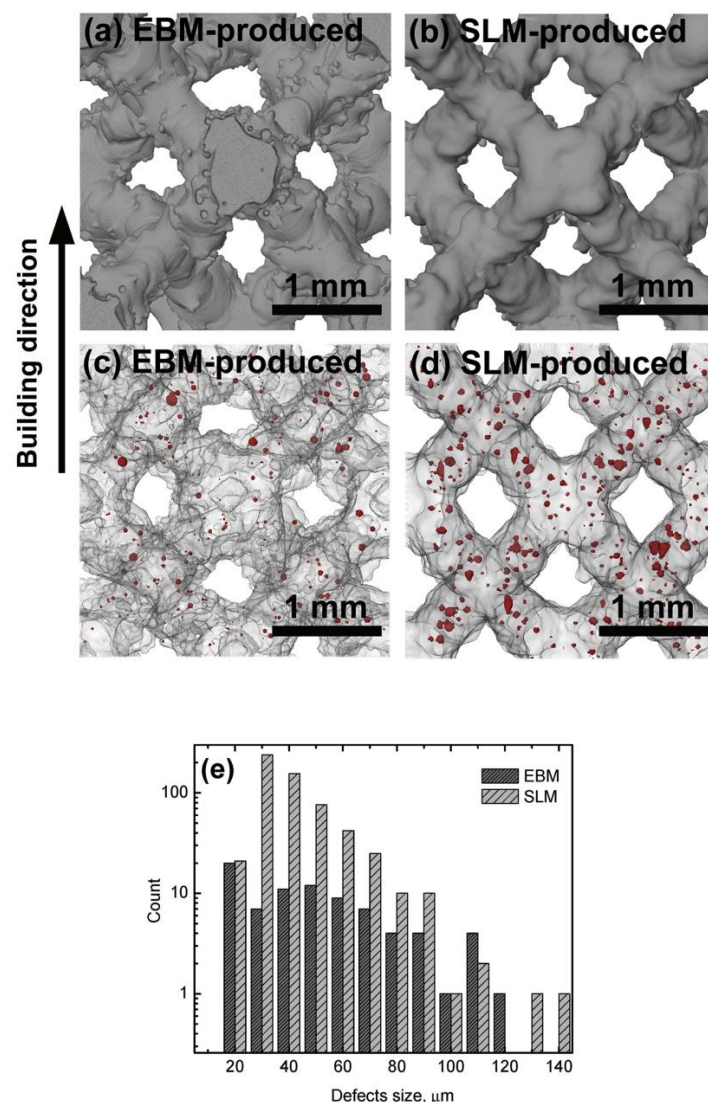 (a) EBM-produced
(b) SLM-produced
1 mm
1 mm
Building direction
(c) EBM-produced
(d) SLM-produced
1 mm
1 mm
(e)
EBM
SLM
100
10
1
Count
20 40 60 80 100 120 140
Defects size, μm